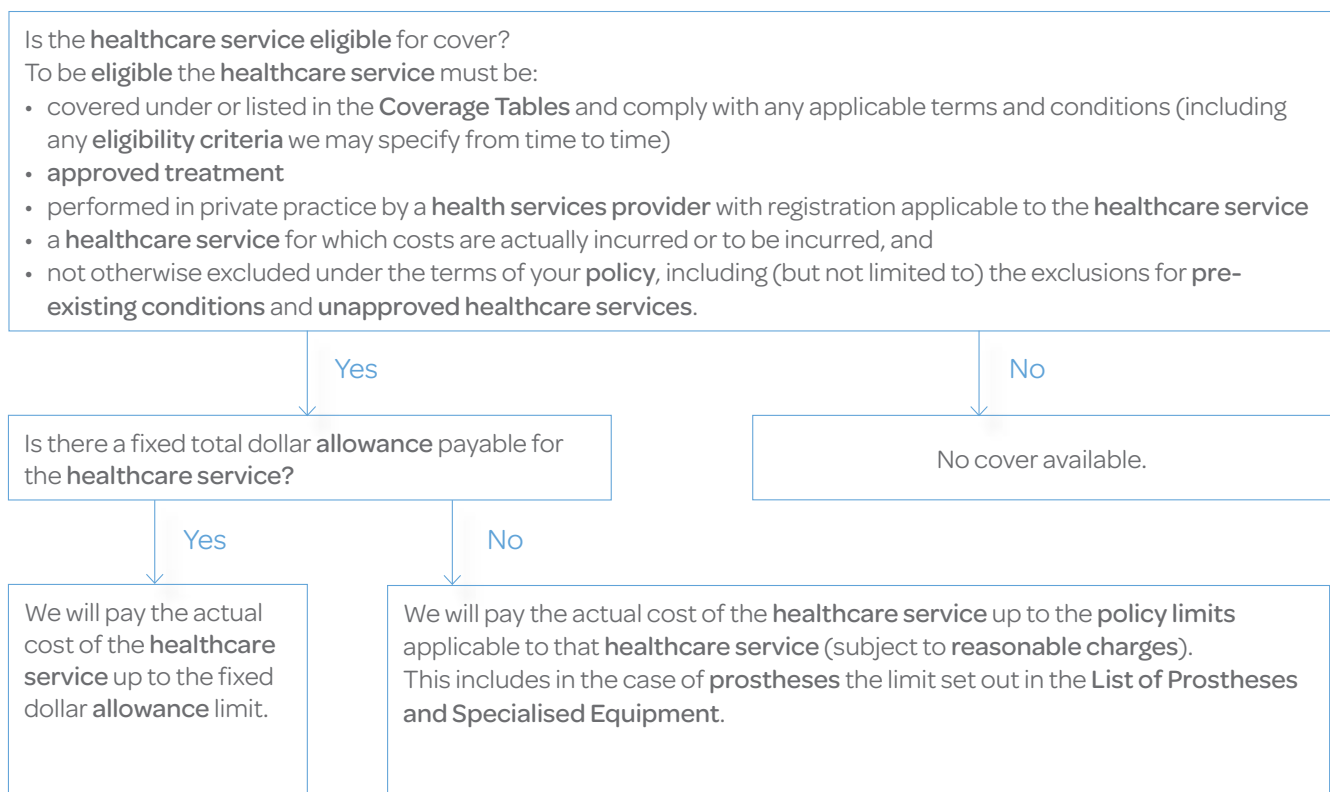 Is the healthcare service eligible for cover?
To be eligible the healthcare service must be:
• covered under or listed in the Coverage Tables and comply with any applicable terms and conditions (including
any eligibility criteria we may specify from time to time)
• approved treatment
• performed in private practice by a health services provider with registration applicable to the healthcare service
• a healthcare service for which costs are actually incurred or to be incurred, and
• not otherwise excluded under the terms of your policy, including (but not limited to) the exclusions for pre-
existing conditions and unapproved healthcare services.
Yes
No
Is there a fixed total dollar allowance payable for
the healthcare service?
No cover available.
Yes
No
We will pay the actual
cost of the healthcare
service up to the fixed
dollar allowance limit.
We will pay the actual cost of the healthcare service up to the policy limits
applicable to that healthcare service (subject to reasonable charges).
This includes in the case of prostheses the limit set out in the List of Prostheses
and Specialised Equipment.